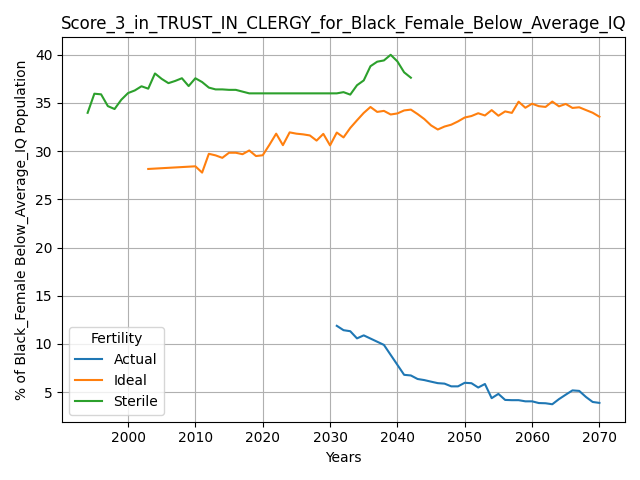 Score_3_in_TRUST_IN_CLERGY_for_Black_Female_Below_Average_IQ
% of Black_Female Below_Average_IQ Population
40
35
30
25
20
15
10
5
Fertility
Actual
Ideal
Sterile
2000 2010 2020 2030 2040 2050 2060 2070
Years